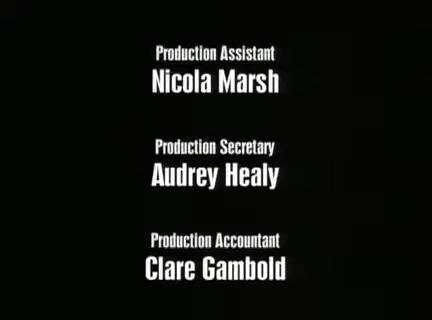 Production Assistant
Nicola Marsh
Production Secretary
Audrey Healy
Production Accountant
Clare Gambold